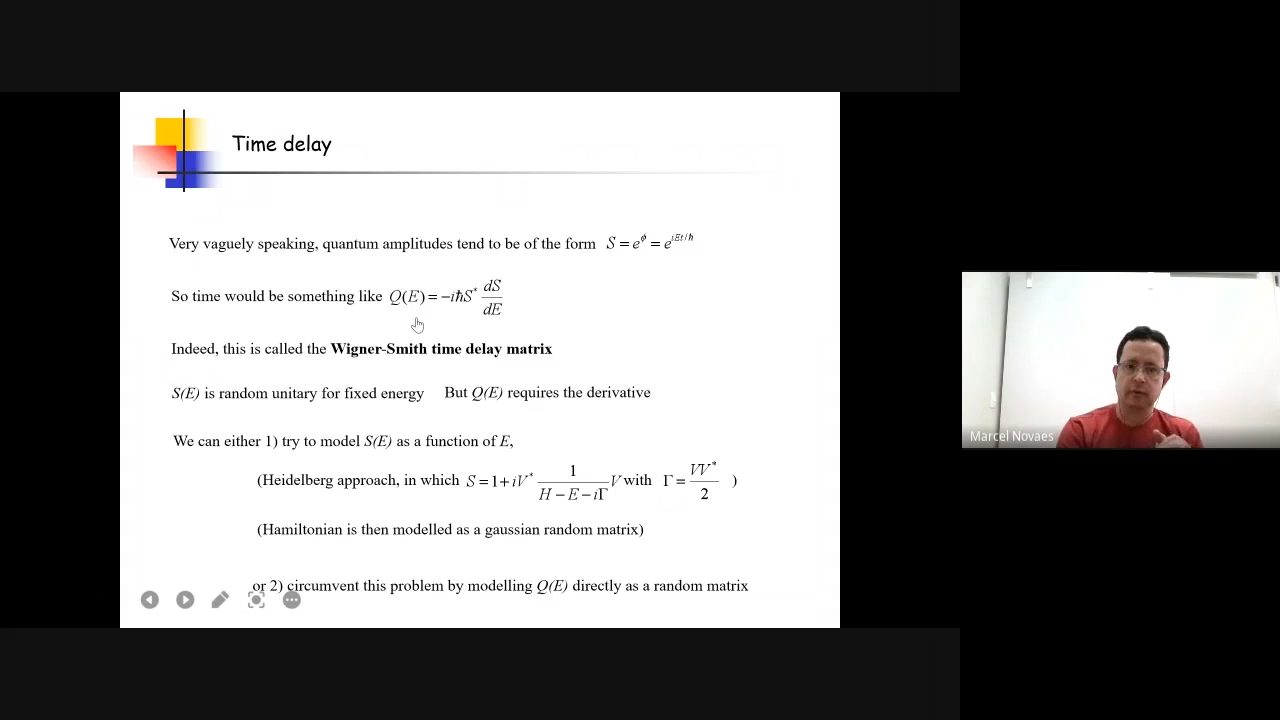 Time delay
Very vaguely speaking, quantum amplitudes tend to be of the form S = e^ϕ = e^{iEt/ħ}
So time would be something like Q(E) = −iħS* dS/dE
Indeed, this is called the Wigner-Smith time delay matrix
S(E) is random unitary for fixed energy But Q(E) requires the derivative
We can either 1) try to model S(E) as a function of E,
(Heidelberg approach, in which S = 1 + iV* 1/(H − E − iΓ) V with Γ = VV*/2 )
(Hamiltonian is then modelled as a gaussian random matrix)
or 2) circumvent this problem by modelling Q(E) directly as a random matrix
Marcel Novaes